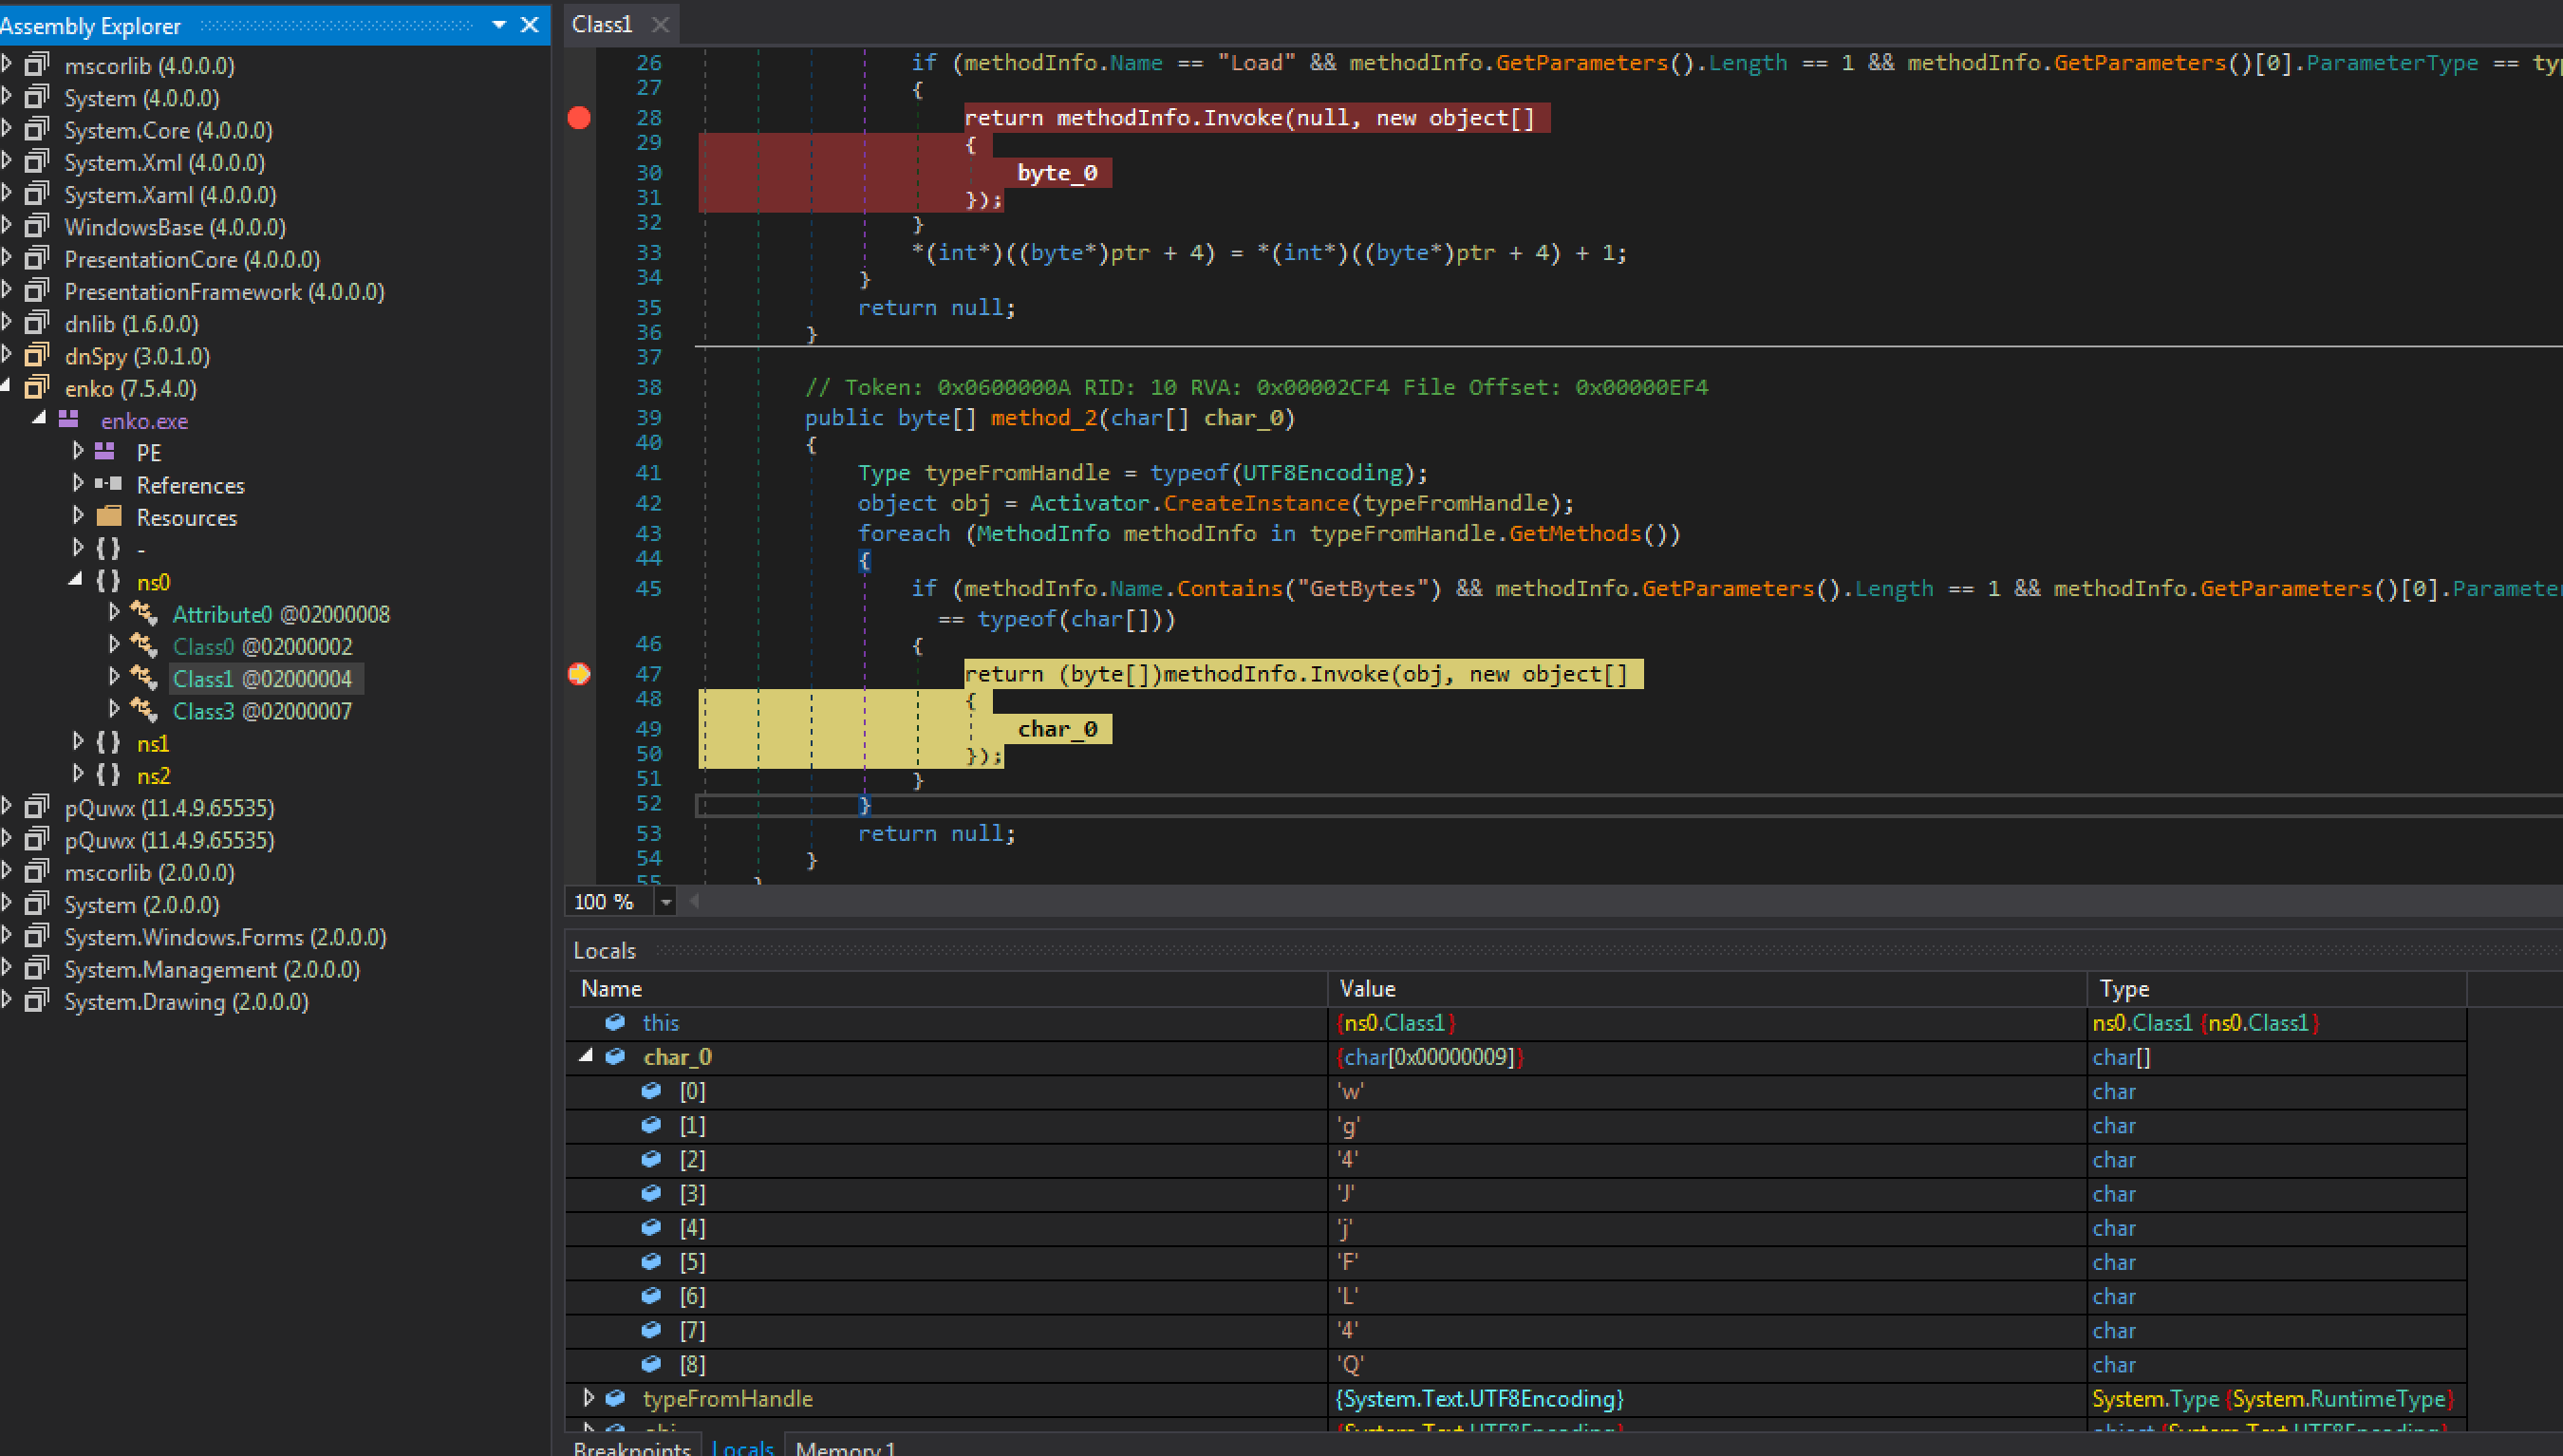 Assembly Explorer
mscorlib (4.0.0.0)
System (4.0.0.0)
System.Core (4.0.0.0)
System.Xml (4.0.0.0)
System.Xaml (4.0.0.0)
WindowsBase (4.0.0.0)
PresentationCore (4.0.0.0)
PresentationFramework (4.0.0.0)
dnlib (1.6.0.0)
dnSpy (3.0.1.0)
enko (7.5.4.0)
enko.exe
PE
References
Resources
{ } -
{ } ns0
Attribute0 @02000008
Class0 @02000002
Class1 @02000004
Class3 @02000007
{ } ns1
{ } ns2
pQuwx (11.4.9.65535)
pQuwx (11.4.9.65535)
mscorlib (2.0.0.0)
System (2.0.0.0)
System.Windows.Forms (2.0.0.0)
System.Management (2.0.0.0)
System.Drawing (2.0.0.0)
Class1
26 if (methodInfo.Name == "Load" && methodInfo.GetParameters().Length == 1 && methodInfo.GetParameters()[0].ParameterType == typ
27 {
28 return methodInfo.Invoke(null, new object[]
29 {
30 byte_0
31 });
32 }
33 *(int*)((byte*)ptr + 4) = *(int*)((byte*)ptr + 4) + 1;
34 }
35 return null;
36 }
37
38 // Token: 0x0600000A RID: 10 RVA: 0x00002CF4 File Offset: 0x00000EF4
39 public byte[] method_2(char[] char_0)
40 {
41 Type typeFromHandle = typeof(UTF8Encoding);
42 object obj = Activator.CreateInstance(typeFromHandle);
43 foreach (MethodInfo methodInfo in typeFromHandle.GetMethods())
44 {
45 if (methodInfo.Name.Contains("GetBytes") && methodInfo.GetParameters().Length == 1 && methodInfo.GetParameters()[0].Parameter
== typeof(char[]))
46 {
47 return (byte[])methodInfo.Invoke(obj, new object[]
48 {
49 char_0
50 });
51 }
52 }
53 return null;
54 }
55 }
100 %
Locals
Name Value Type
this {ns0.Class1} ns0.Class1 {ns0.Class1}
char_0 {char[0x00000009]} char[]
[0] 'w' char
[1] 'g' char
[2] '4' char
[3] 'J' char
[4] 'j' char
[5] 'F' char
[6] 'L' char
[7] '4' char
[8] 'Q' char
typeFromHandle {System.Text.UTF8Encoding} System.Type {System.RuntimeType}
obj {System.Text.UTF8Encoding} object {System.Text.UTF8Encoding}
Breakpoints Locals Memory 1